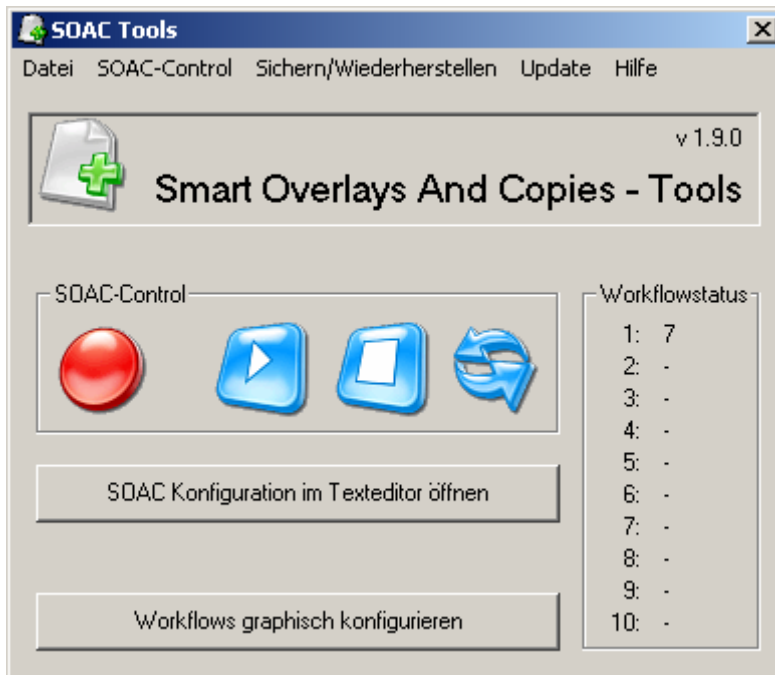 SOAC Tools
Datei SOAC-Control Sichern/Wiederherstellen Update Hilfe
v 1.9.0
Smart Overlays And Copies - Tools
SOAC-Control
Workflowstatus
1: 7
2: -
3: -
4: -
5: -
6: -
7: -
8: -
9: -
10: -
SOAC Konfiguration im Texteditor öffnen
Workflows graphisch konfigurieren